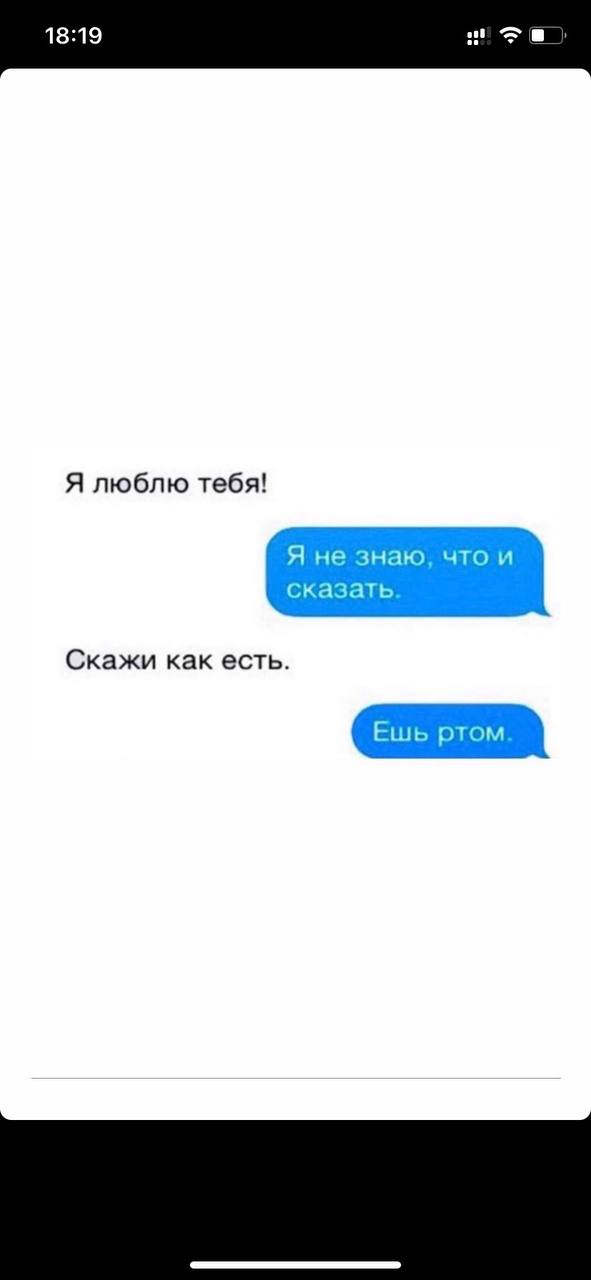 18:19
Я люблю тебя!
Я не знаю, что и
сказать.
Скажи как есть.
Ешь ртом.